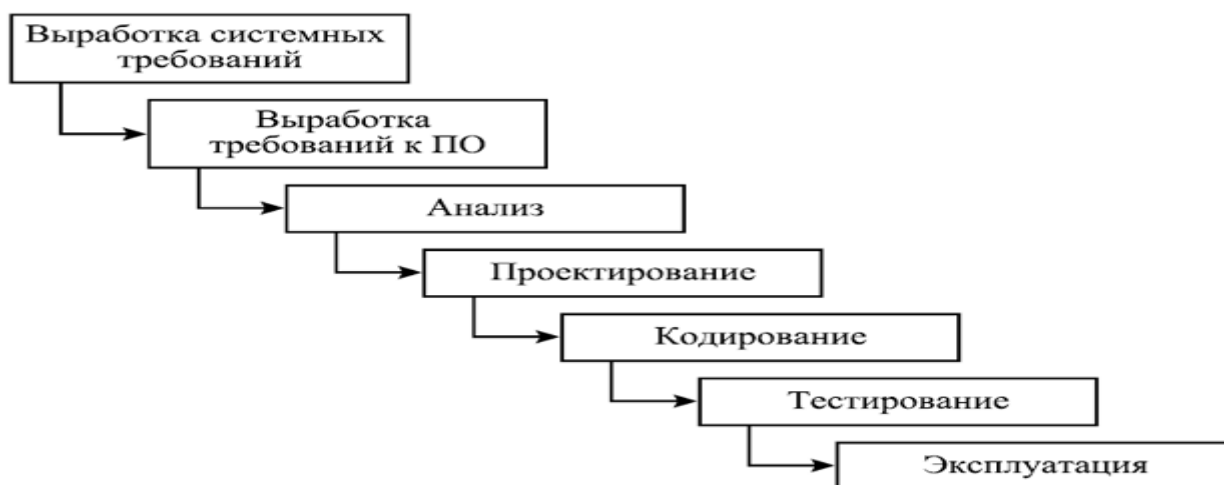 Выработка системных
требований
Выработка
требований к ПО
Анализ
Проектирование
Кодирование
Тестирование
Эксплуатация